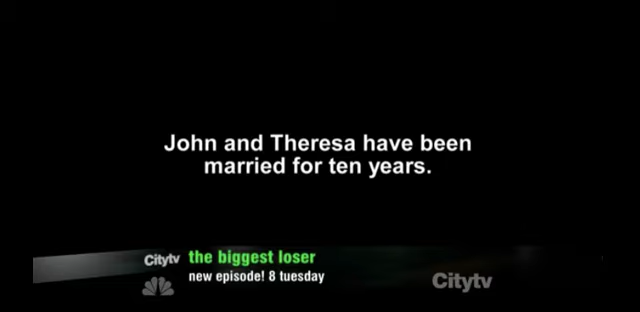 John and Theresa have been
married for ten years.
Citytv the biggest loser
new episode! 8 tuesday
Citytv